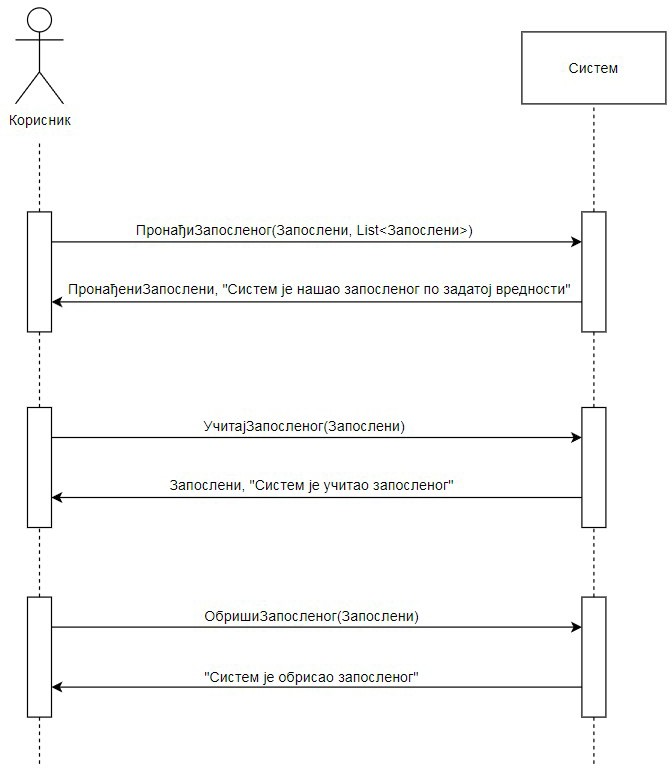 Корисник
Систем
ПронађиЗапосленог(Запослени, List<Запослени>)
ПронађениЗапослени, "Систем је нашао запосленог по задатој вредности"
УчитајЗапосленог(Запослени)
Запослени, "Систем је учитао запосленог"
ОбришиЗапосленог(Запослени)
"Систем је обрисао запосленог"